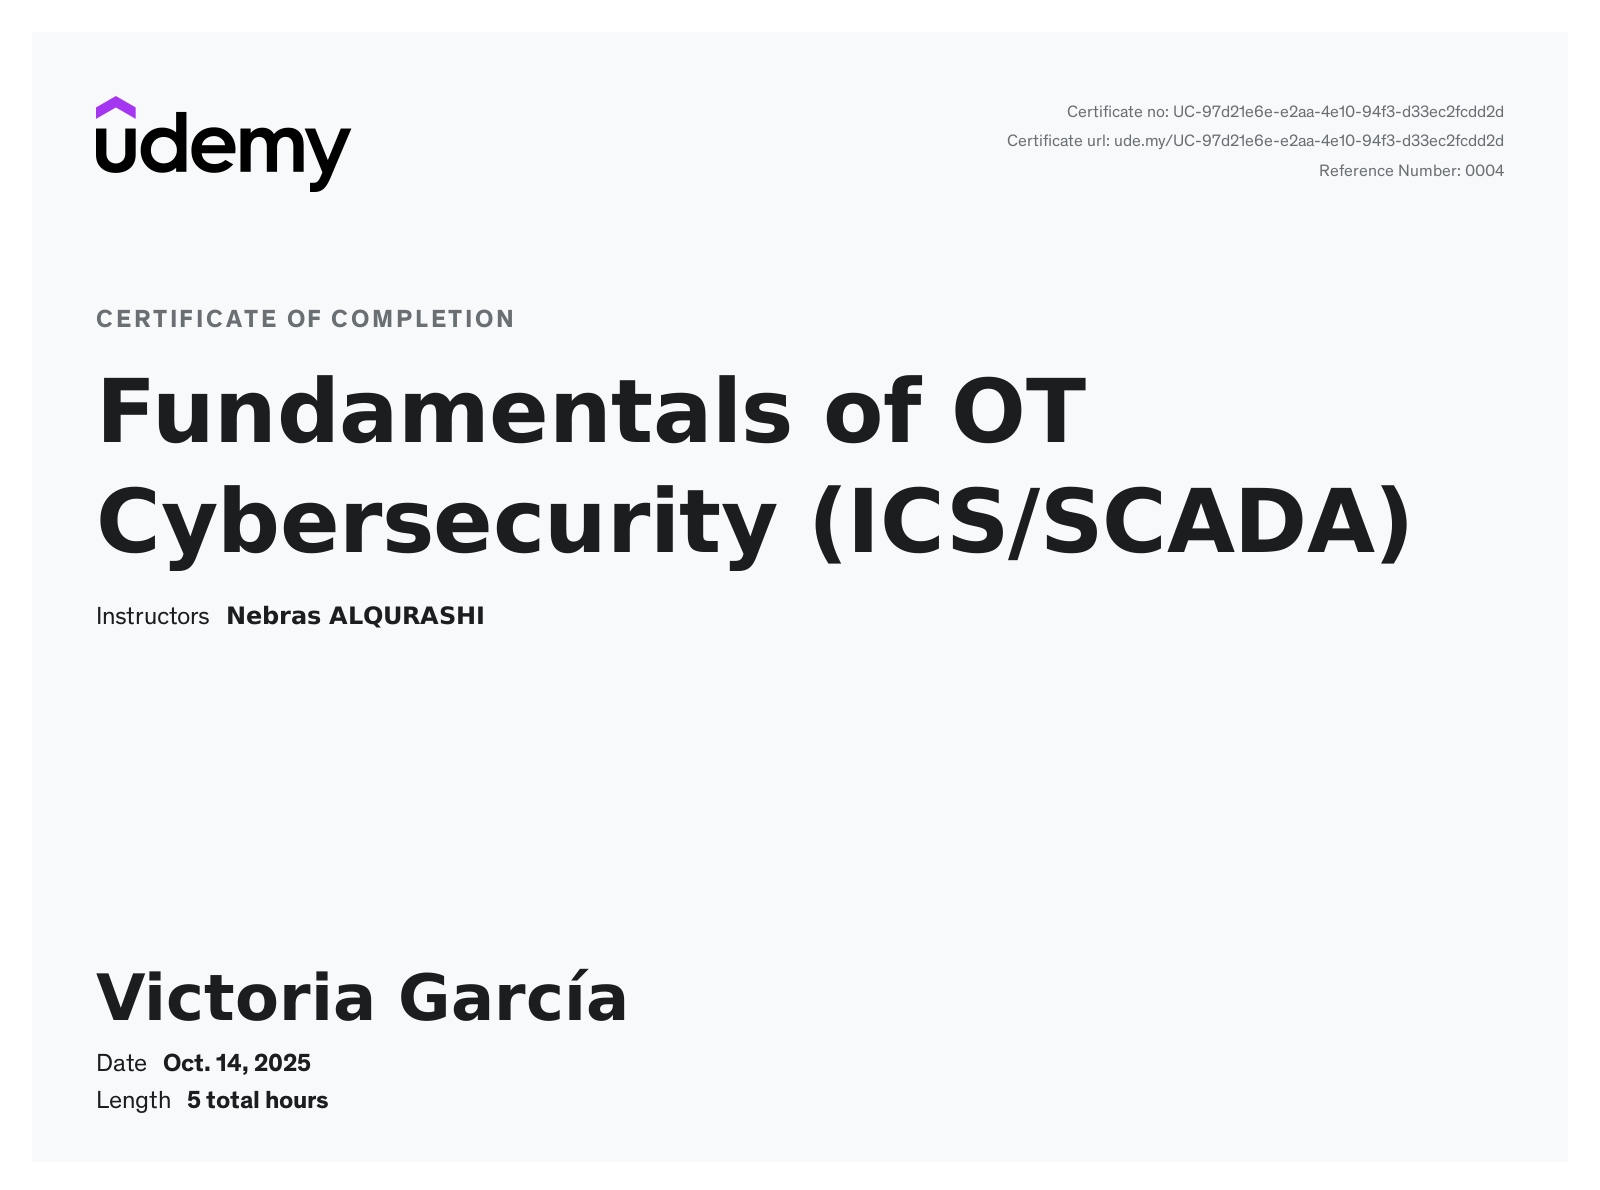 udemy
Certificate no: UC-97d21e6e-e2aa-4e10-94f3-d33ec2fcdd2d
Certificate url: ude.my/UC-97d21e6e-e2aa-4e10-94f3-d33ec2fcdd2d
Reference Number: 0004
CERTIFICATE OF COMPLETION
Fundamentals of OT
Cybersecurity (ICS/SCADA)
Instructors Nebras ALQURASHI
Victoria García
Date Oct. 14, 2025
Length 5 total hours